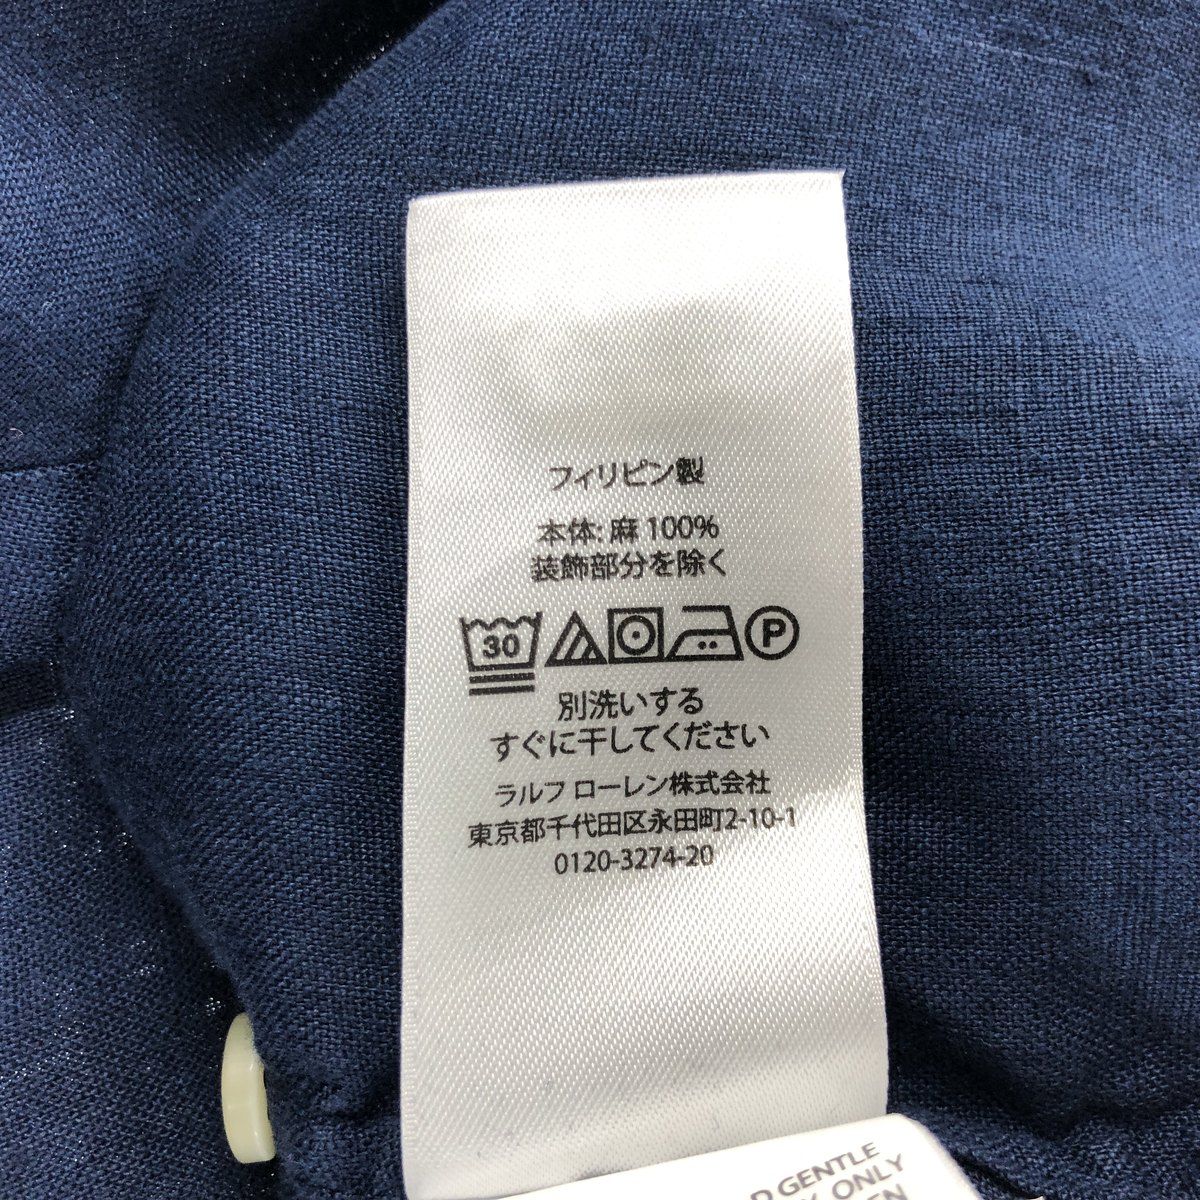 フィリピン製
本体: 麻 100%
装飾部分を除く
30 P
別洗いする
すぐに干してください
ラルフ ローレン株式会社
東京都千代田区永田町2-10-1
0120-3274-20
GENTLE
ONLY